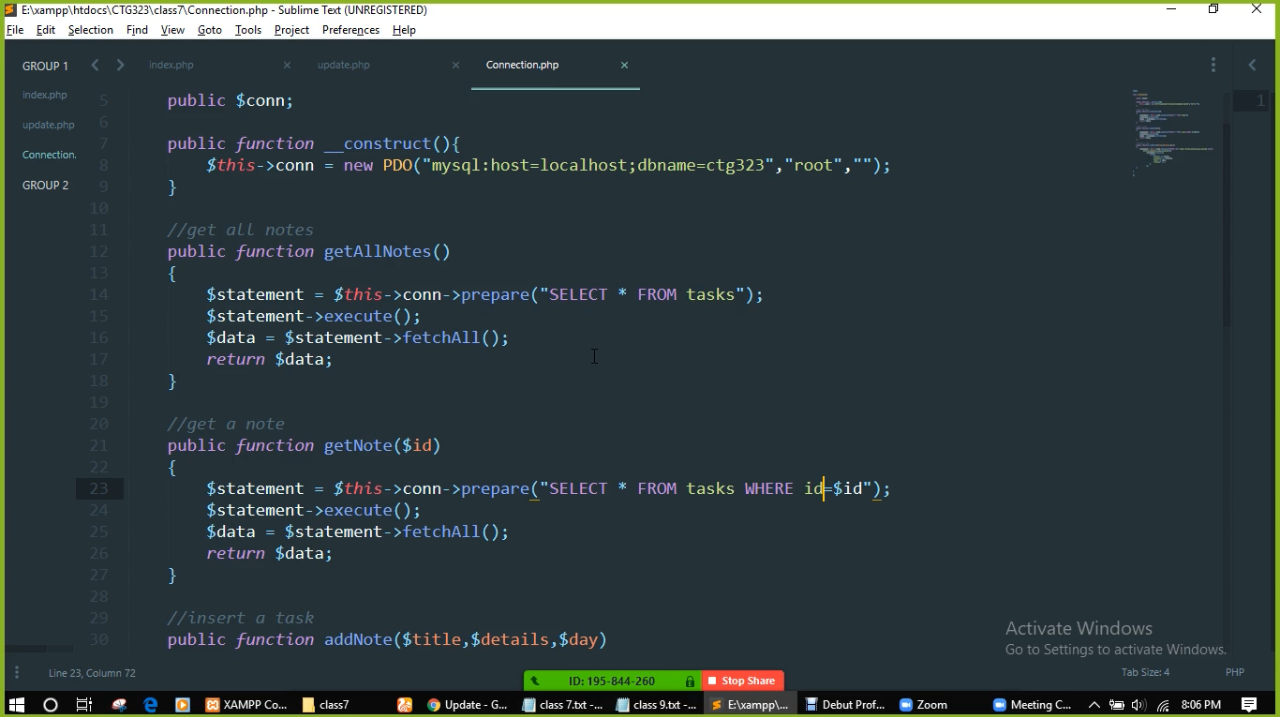 E:\xampp\htdocs\CTG323\class7\Connection.php - Sublime Text (UNREGISTERED)
File Edit Selection Find View Goto Tools Project Preferences Help
GROUP 1
index.php
update.php
Connection.
GROUP 2
index.php × update.php × Connection.php ×
5 public $conn;
6
7 public function __construct(){
8 $this->conn = new PDO("mysql:host=localhost;dbname=ctg323","root","");
9 }
10
11 //get all notes
12 public function getAllNotes()
13 {
14 $statement = $this->conn->prepare("SELECT * FROM tasks");
15 $statement->execute();
16 $data = $statement->fetchAll();
17 return $data;
18 }
19
20 //get a note
21 public function getNote($id)
22 {
23 $statement = $this->conn->prepare("SELECT * FROM tasks WHERE id=$id");
24 $statement->execute();
25 $data = $statement->fetchAll();
26 return $data;
27 }
28
29 //insert a task
30 public function addNote($title,$details,$day)
1
Activate Windows
Go to Settings to activate Windows.
Line 23, Column 72
Tab Size: 4 PHP
ID: 195-844-260 Stop Share
XAMPP Co... class7 Update - G... class 7.txt -... class 9.txt -... E:\xampp\... Debut Prof... Zoom Meeting C... 8:06 PM